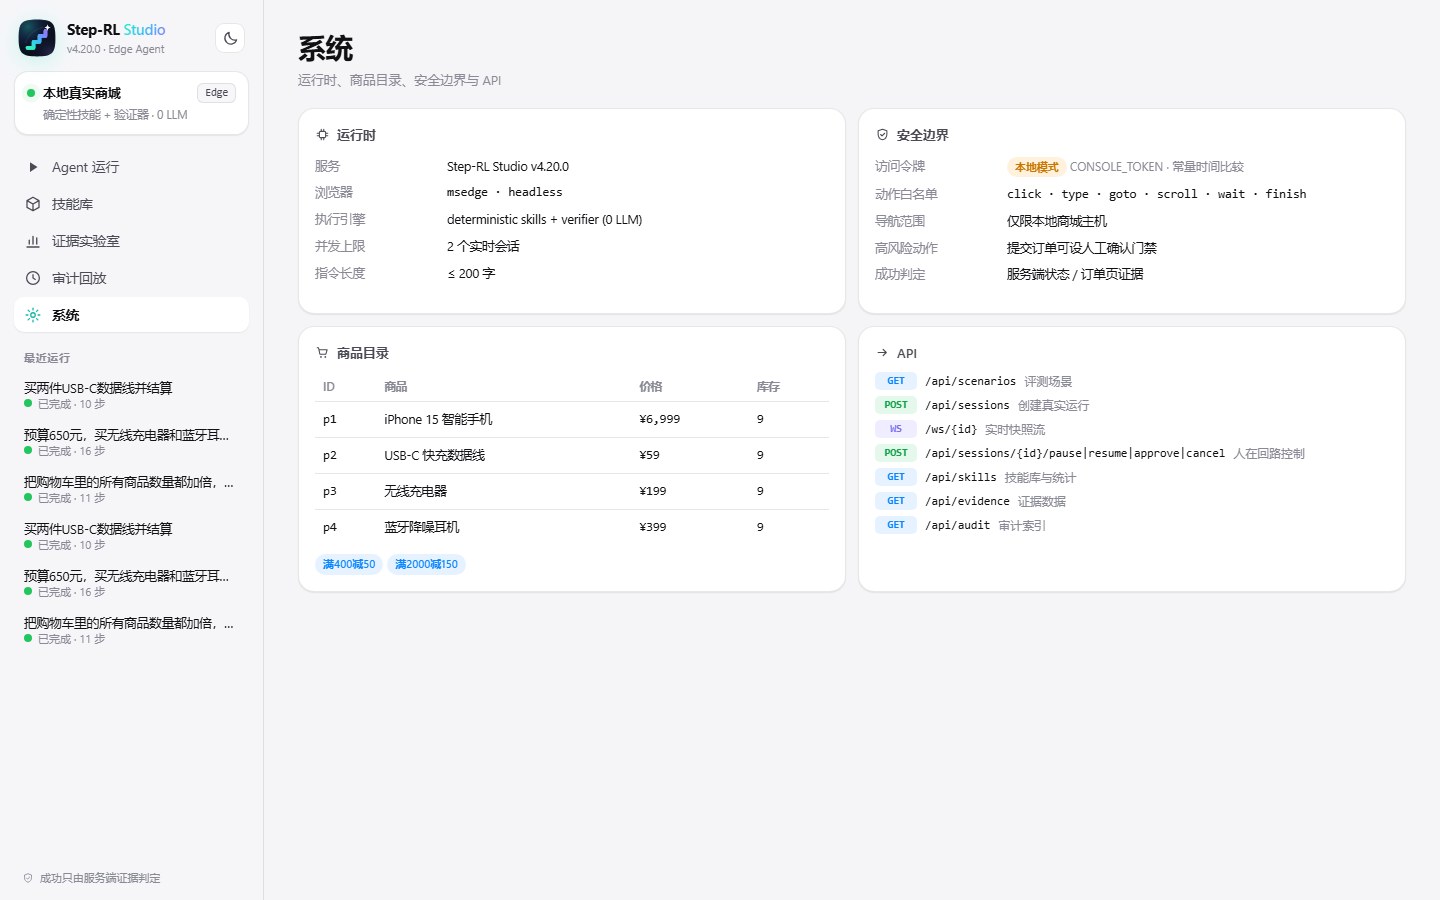 Step-RL Studio
v4.20.0 · Edge Agent
本地真实商城
Edge
确定性技能 + 验证器 · 0 LLM
Agent 运行
技能库
证据实验室
审计回放
系统
最近运行
买两件USB-C数据线并结算
已完成 · 10 步
预算650元，买无线充电器和蓝牙耳...
已完成 · 16 步
把购物车里的所有商品数量都加倍，...
已完成 · 11 步
买两件USB-C数据线并结算
已完成 · 10 步
预算650元，买无线充电器和蓝牙耳...
已完成 · 16 步
把购物车里的所有商品数量都加倍，...
已完成 · 11 步
成功只由服务端证据判定
系统
运行时、商品目录、安全边界与 API
运行时
服务 Step-RL Studio v4.20.0
浏览器 msedge · headless
执行引擎 deterministic skills + verifier (0 LLM)
并发上限 2 个实时会话
指令长度 ≤ 200 字
安全边界
访问令牌 本地模式 CONSOLE_TOKEN · 常量时间比较
动作白名单 click · type · goto · scroll · wait · finish
导航范围 仅限本地商城主机
高风险动作 提交订单可设人工确认门禁
成功判定 服务端状态 / 订单页证据
商品目录
ID 商品 价格 库存
p1 iPhone 15 智能手机 ¥6,999 9
p2 USB-C 快充数据线 ¥59 9
p3 无线充电器 ¥199 9
p4 蓝牙降噪耳机 ¥399 9
满400减50 满2000减150
API
GET /api/scenarios 评测场景
POST /api/sessions 创建真实运行
WS /ws/{id} 实时快照流
POST /api/sessions/{id}/pause|resume|approve|cancel 人在回路控制
GET /api/skills 技能库与统计
GET /api/evidence 证据数据
GET /api/audit 审计索引